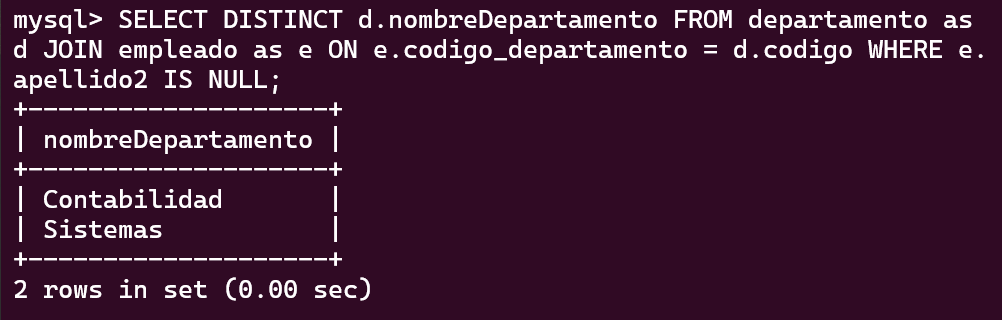 mysql> SELECT DISTINCT d.nombreDepartamento FROM departamento as
d JOIN empleado as e ON e.codigo_departamento = d.codigo WHERE e.
apellido2 IS NULL;
+--------------------+
| nombreDepartamento |
+--------------------+
| Contabilidad       |
| Sistemas           |
+--------------------+
2 rows in set (0.00 sec)